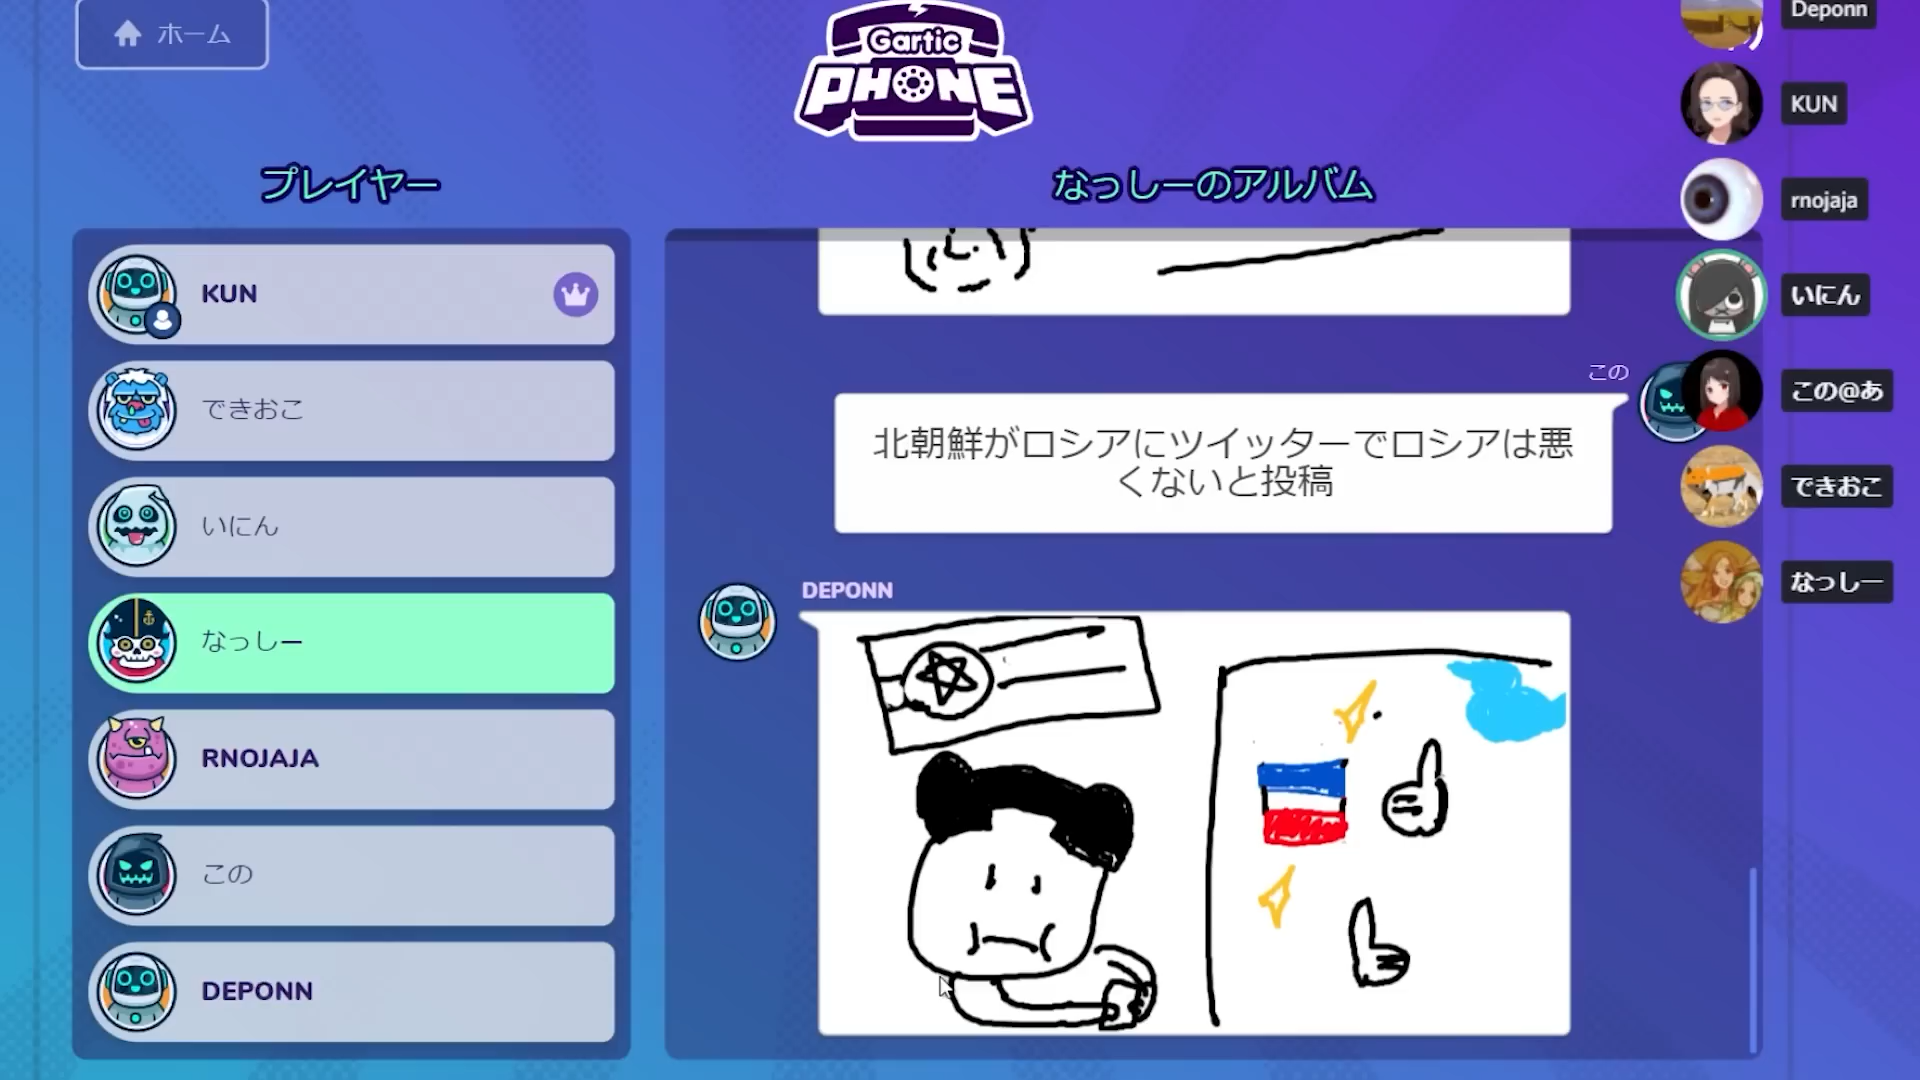 ホーム
Gartic
PHONE
プレイヤー
なっしーのアルバム
KUN
できおこ
いにん
なっしー
RNOJAJA
この
DEPONN
この
北朝鮮がロシアにツイッターでロシアは悪
くないと投稿
DEPONN
Deponn
KUN
rnojaja
いにん
この@あ
できおこ
なっしー